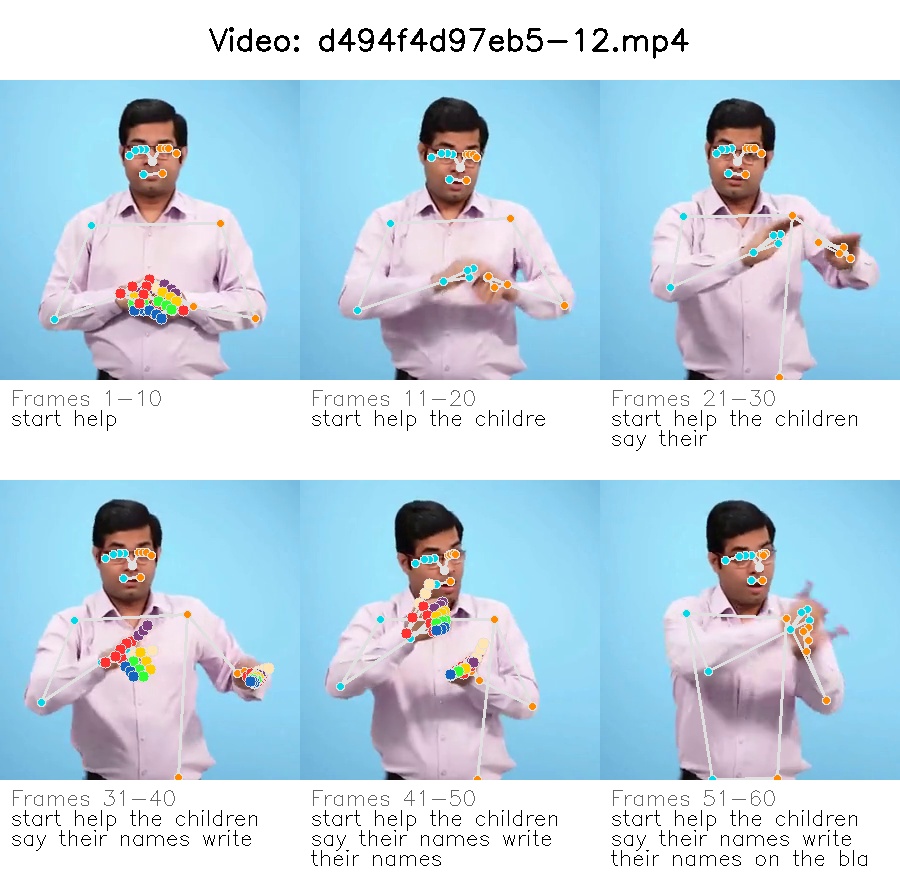 Video: d494f4d97eb5-12.mp4
Frames 1-10
start help
Frames 11-20
start help the childre
Frames 21-30
start help the children
say their
Frames 31-40
start help the children
say their names write
Frames 41-50
start help the children
say their names write
their names
Frames 51-60
start help the children
say their names write
their names on the bla